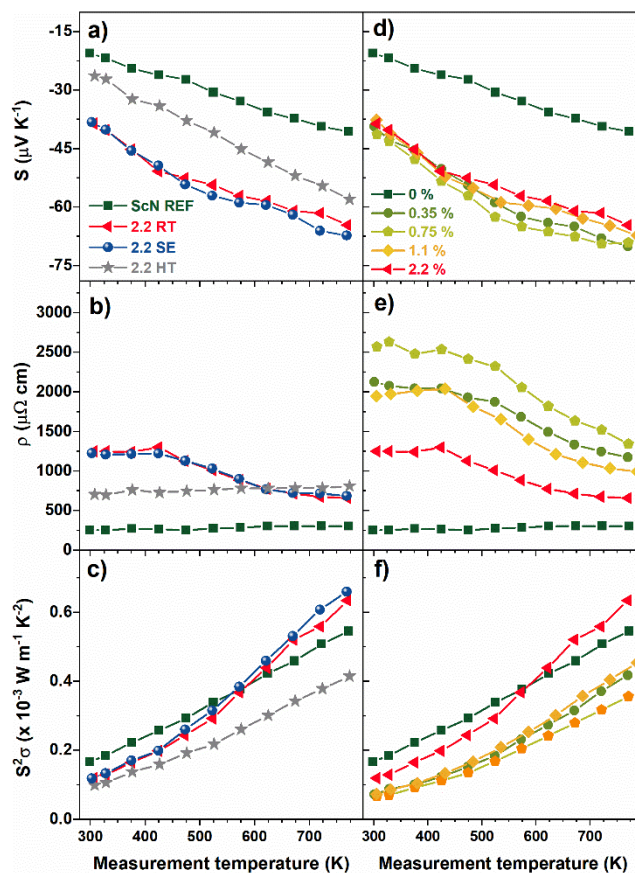 a)
-15
-30
-45
-60
-75
S (μV K⁻¹)
ScN REF
2.2 RT
2.2 SE
2.2 HT
d)
0 %
0.35 %
0.75 %
1.1 %
2.2 %
b)
3000
2500
2000
1500
1000
500
0
ρ (μΩ cm)
e)
c)
0.6
0.4
0.2
0.0
S²σ (x 10⁻³ W m⁻¹ K⁻²)
f)
300 400 500 600 700
300 400 500 600 700
Measurement temperature (K)
Measurement temperature (K)